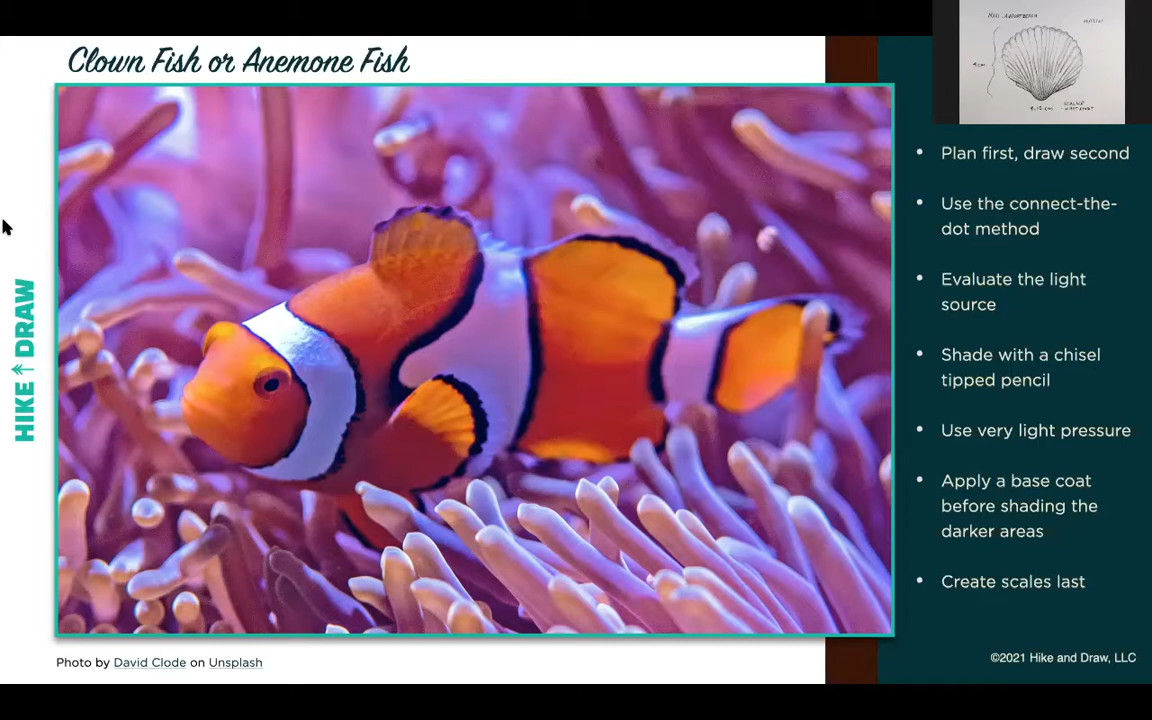 Clown Fish or Anemone Fish
HIKE DRAW
4 cm
Plan first, draw second
Use the connect-the-
dot method
Evaluate the light
source
Shade with a chisel
tipped pencil
Use very light pressure
Apply a base coat
before shading the
darker areas
Create scales last
Photo by David Clode on Unsplash
©2021 Hike and Draw, LLC